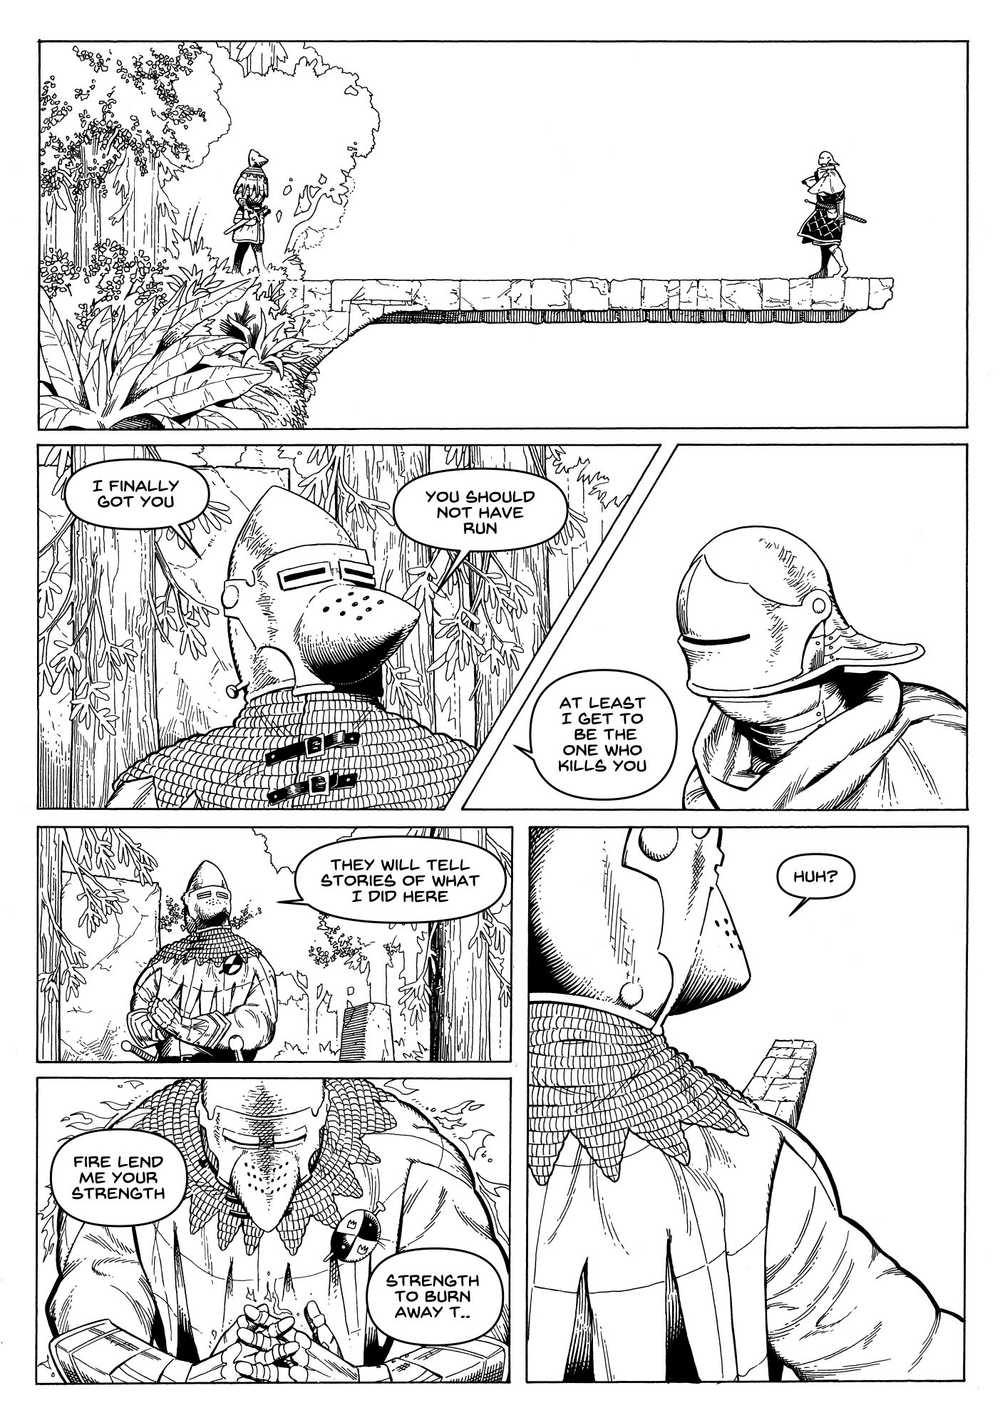 I FINALLY
GOT YOU
YOU SHOULD
NOT HAVE
RUN
AT LEAST
I GET TO
BE THE
ONE WHO
KILLS YOU
THEY WILL TELL
STORIES OF WHAT
I DID HERE
FIRE LEND
ME YOUR
STRENGTH
STRENGTH
TO BURN
AWAY T..
HUH?